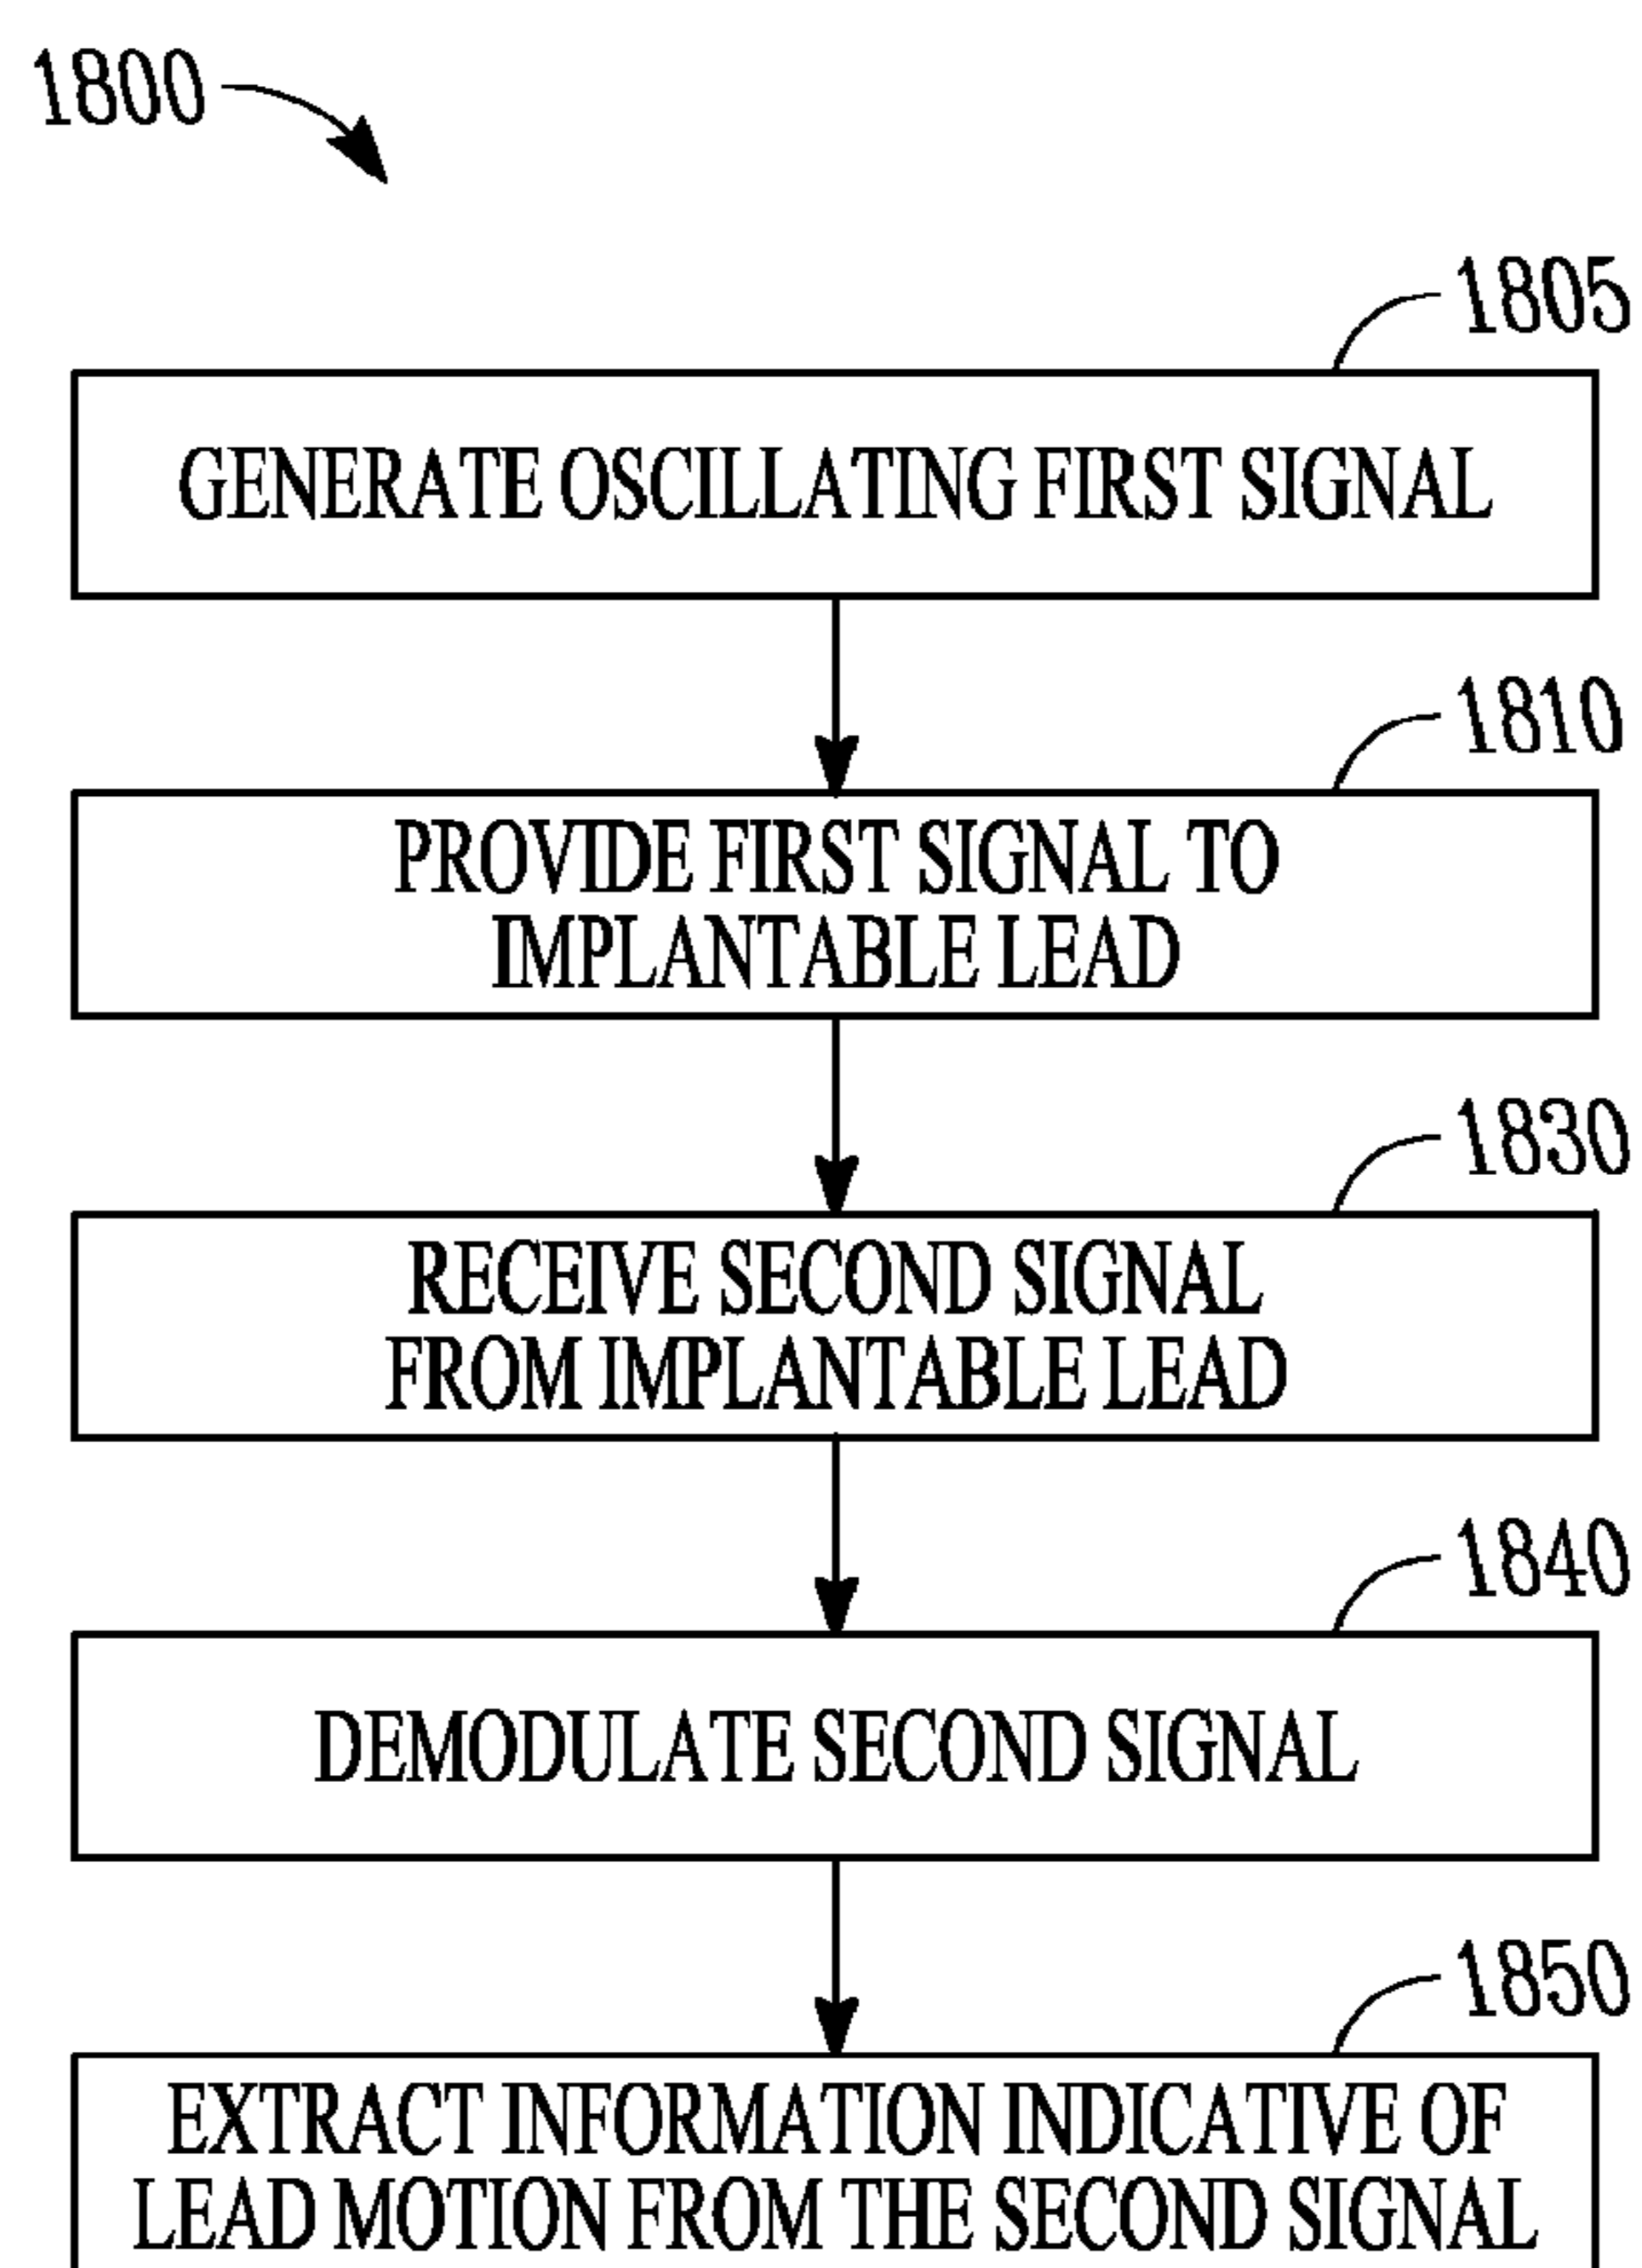 1800
1805
GENERATE OSCILLATING FIRST SIGNAL
1810
PROVIDE FIRST SIGNAL TO
IMPLANTABLE LEAD
1830
RECEIVE SECOND SIGNAL
FROM IMPLANTABLE LEAD
1840
DEMODULATE SECOND SIGNAL
1850
EXTRACT INFORMATION INDICATIVE OF
LEAD MOTION FROM THE SECOND SIGNAL